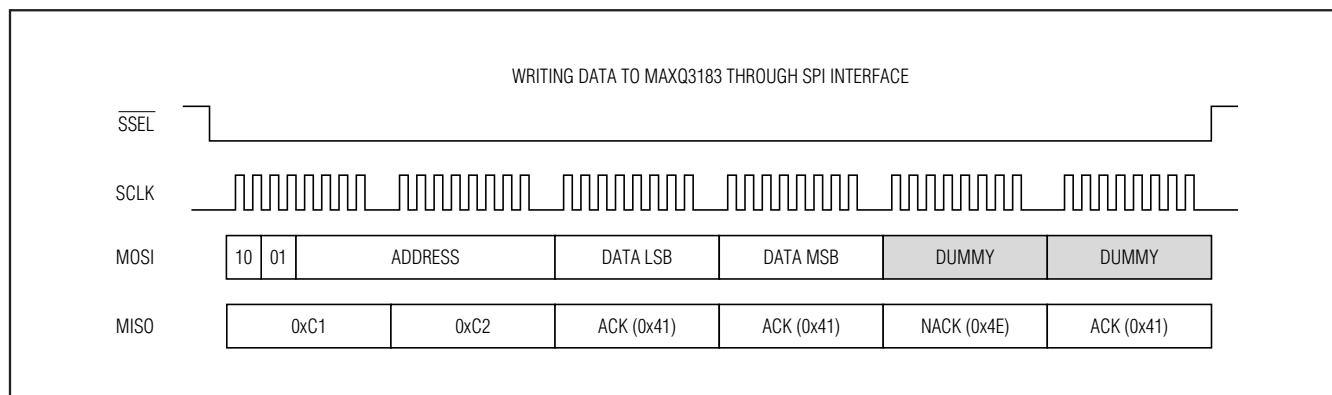 WRITING DATA TO MAXQ3183 THROUGH SPI INTERFACE
SSEL
SCLK
MOSI 10 01 ADDRESS DATA LSB DATA MSB DUMMY DUMMY
MISO 0xC1 0xC2 ACK (0x41) ACK (0x41) NACK (0x4E) ACK (0x41)